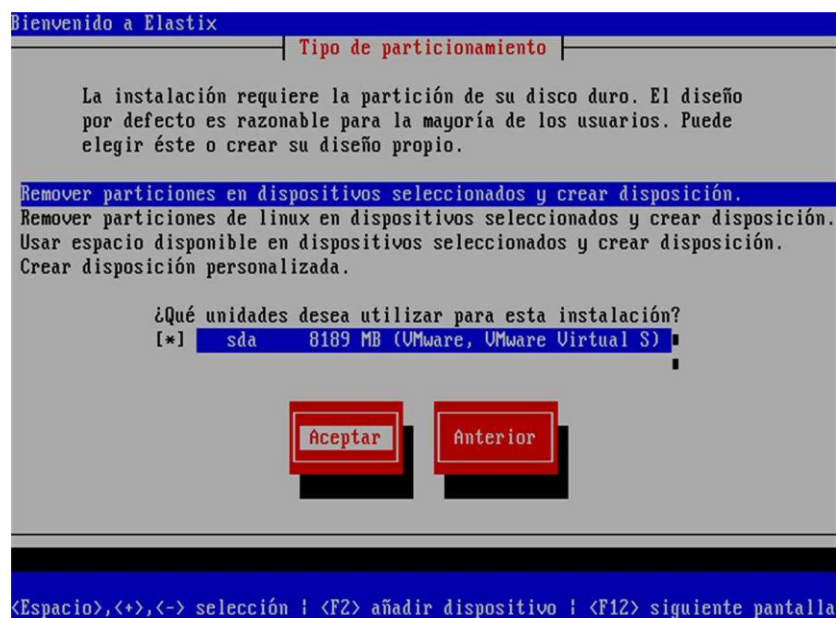 Bienvenido a Elastix
Tipo de particionamiento
La instalación requiere la partición de su disco duro. El diseño
por defecto es razonable para la mayoría de los usuarios. Puede
elegir éste o crear su diseño propio.
Remover particiones en dispositivos seleccionados y crear disposición.
Remover particiones de linux en dispositivos seleccionados y crear disposición.
Usar espacio disponible en dispositivos seleccionados y crear disposición.
Crear disposición personalizada.
¿Qué unidades desea utilizar para esta instalación?
[*] sda 8189 MB (VMware, VMware Virtual S)
Aceptar Anterior
<Espacio>,<+>,<-> selección ¦ <F2> añadir dispositivo ¦ <F12> siguiente pantalla